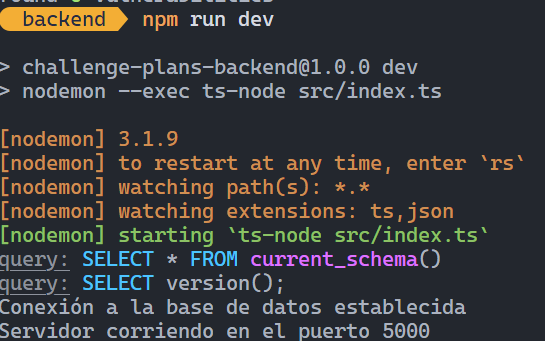 backend npm run dev
> challenge-plans-backend@1.0.0 dev
> nodemon --exec ts-node src/index.ts
[nodemon] 3.1.9
[nodemon] to restart at any time, enter `rs`
[nodemon] watching path(s): *.*
[nodemon] watching extensions: ts,json
[nodemon] starting `ts-node src/index.ts`
query: SELECT * FROM current_schema()
query: SELECT version();
Conexión a la base de datos establecida
Servidor corriendo en el puerto 5000